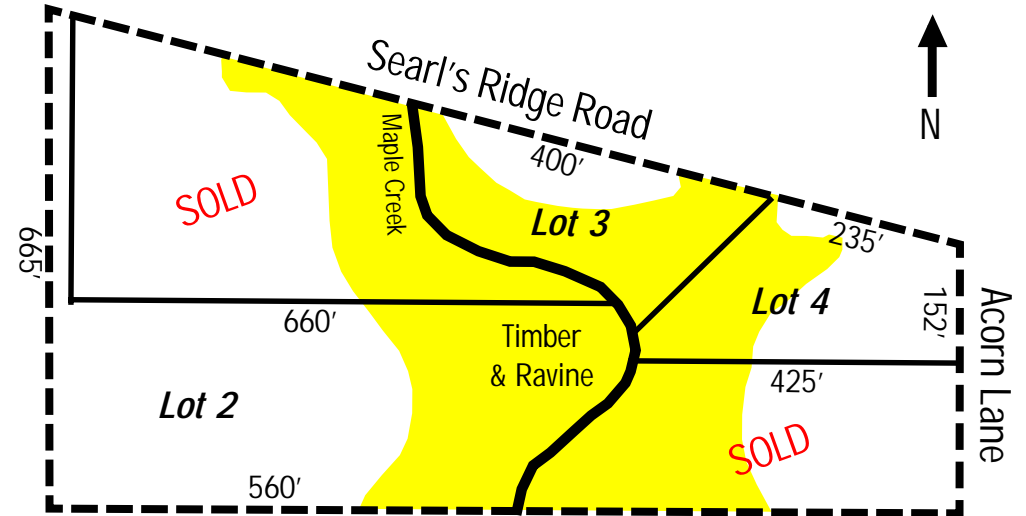 Searl's Ridge Road
N
Maple Creek
400'
SOLD
Lot 3
235'
665'
Lot 4
152'
Acorn Lane
660'
Timber
& Ravine
425'
Lot 2
SOLD
560'